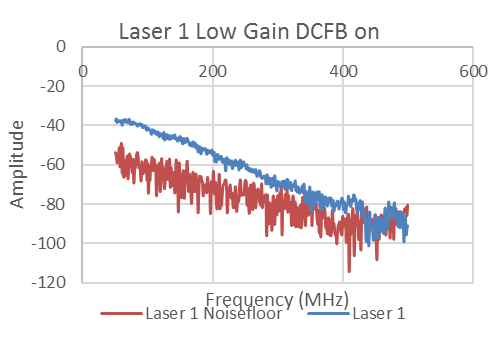 Laser 1 Low Gain DCFB on
0
0 200 400 600
-20
-40
-60
-80
-100
-120
Amplitude
Frequency (MHz)
Laser 1 Noisefloor Laser 1